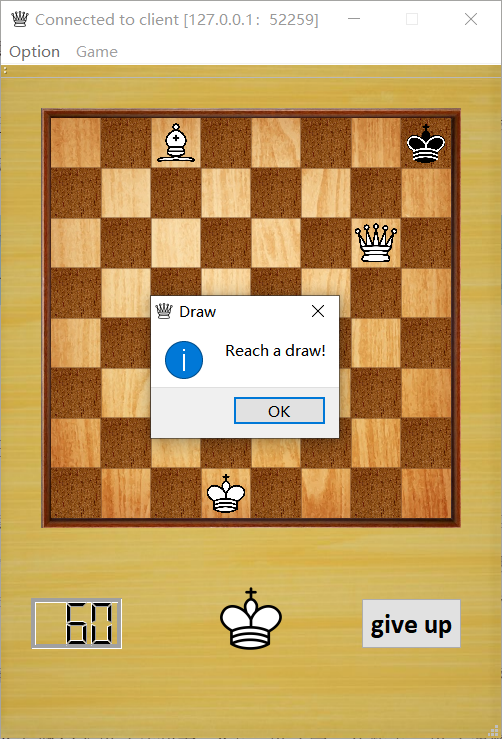 Connected to client [127.0.0.1: 52259]
Option Game
Draw
Reach a draw!
OK
60
give up